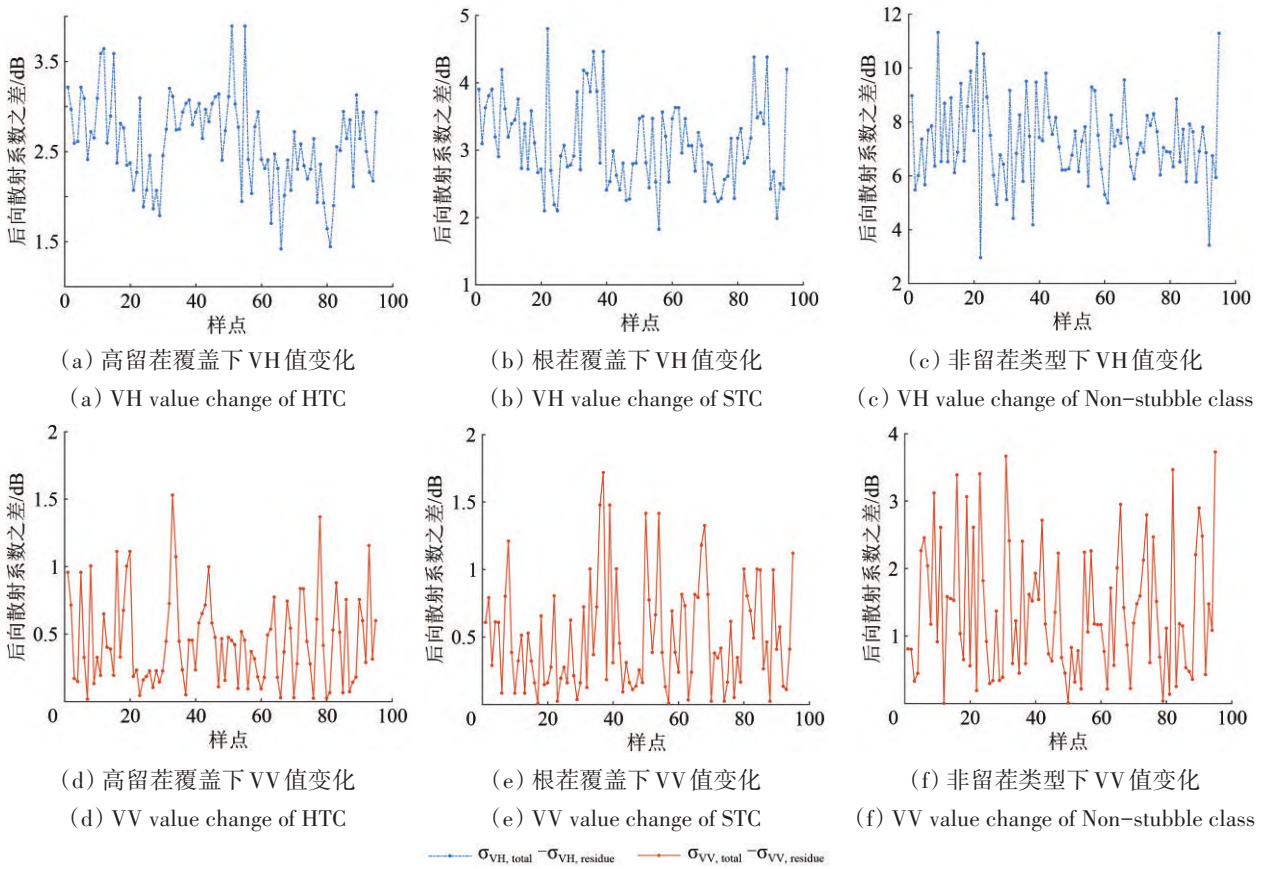 后向散射系数之差/dB
3.5
2.5
1.5
0 20 40 60 80 100
样点
(a) 高留茬覆盖下 VH 值变化
(a) VH value change of HTC
后向散射系数之差/dB
5
4
3
2
1
0 20 40 60 80 100
样点
(b) 根茬覆盖下 VH 值变化
(b) VH value change of STC
后向散射系数之差/dB
12
10
8
6
4
2
0 20 40 60 80 100
样点
(c) 非留茬类型下 VH 值变化
(c) VH value change of Non-stubble class
后向散射系数之差/dB
2
1.5
1
0.5
0 20 40 60 80 100
样点
(d) 高留茬覆盖下 VV 值变化
(d) VV value change of HTC
后向散射系数之差/dB
2
1.5
1
0.5
0 20 40 60 80 100
样点
(e) 根茬覆盖下 VV 值变化
(e) VV value change of STC
后向散射系数之差/dB
4
3
2
1
0 20 40 60 80 100
样点
(f) 非留茬类型下 VV 值变化
(f) VV value change of Non-stubble class
σVH, total −σVH, residue σVV, total −σVV, residue